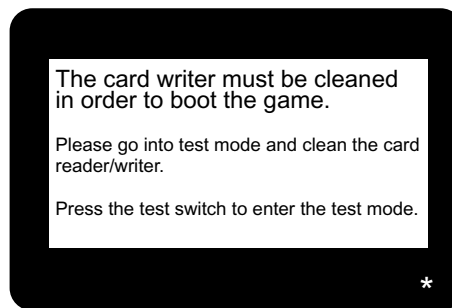 The card writer must be cleaned
in order to boot the game.
Please go into test mode and clean the card
reader/writer.
Press the test switch to enter the test mode.
*